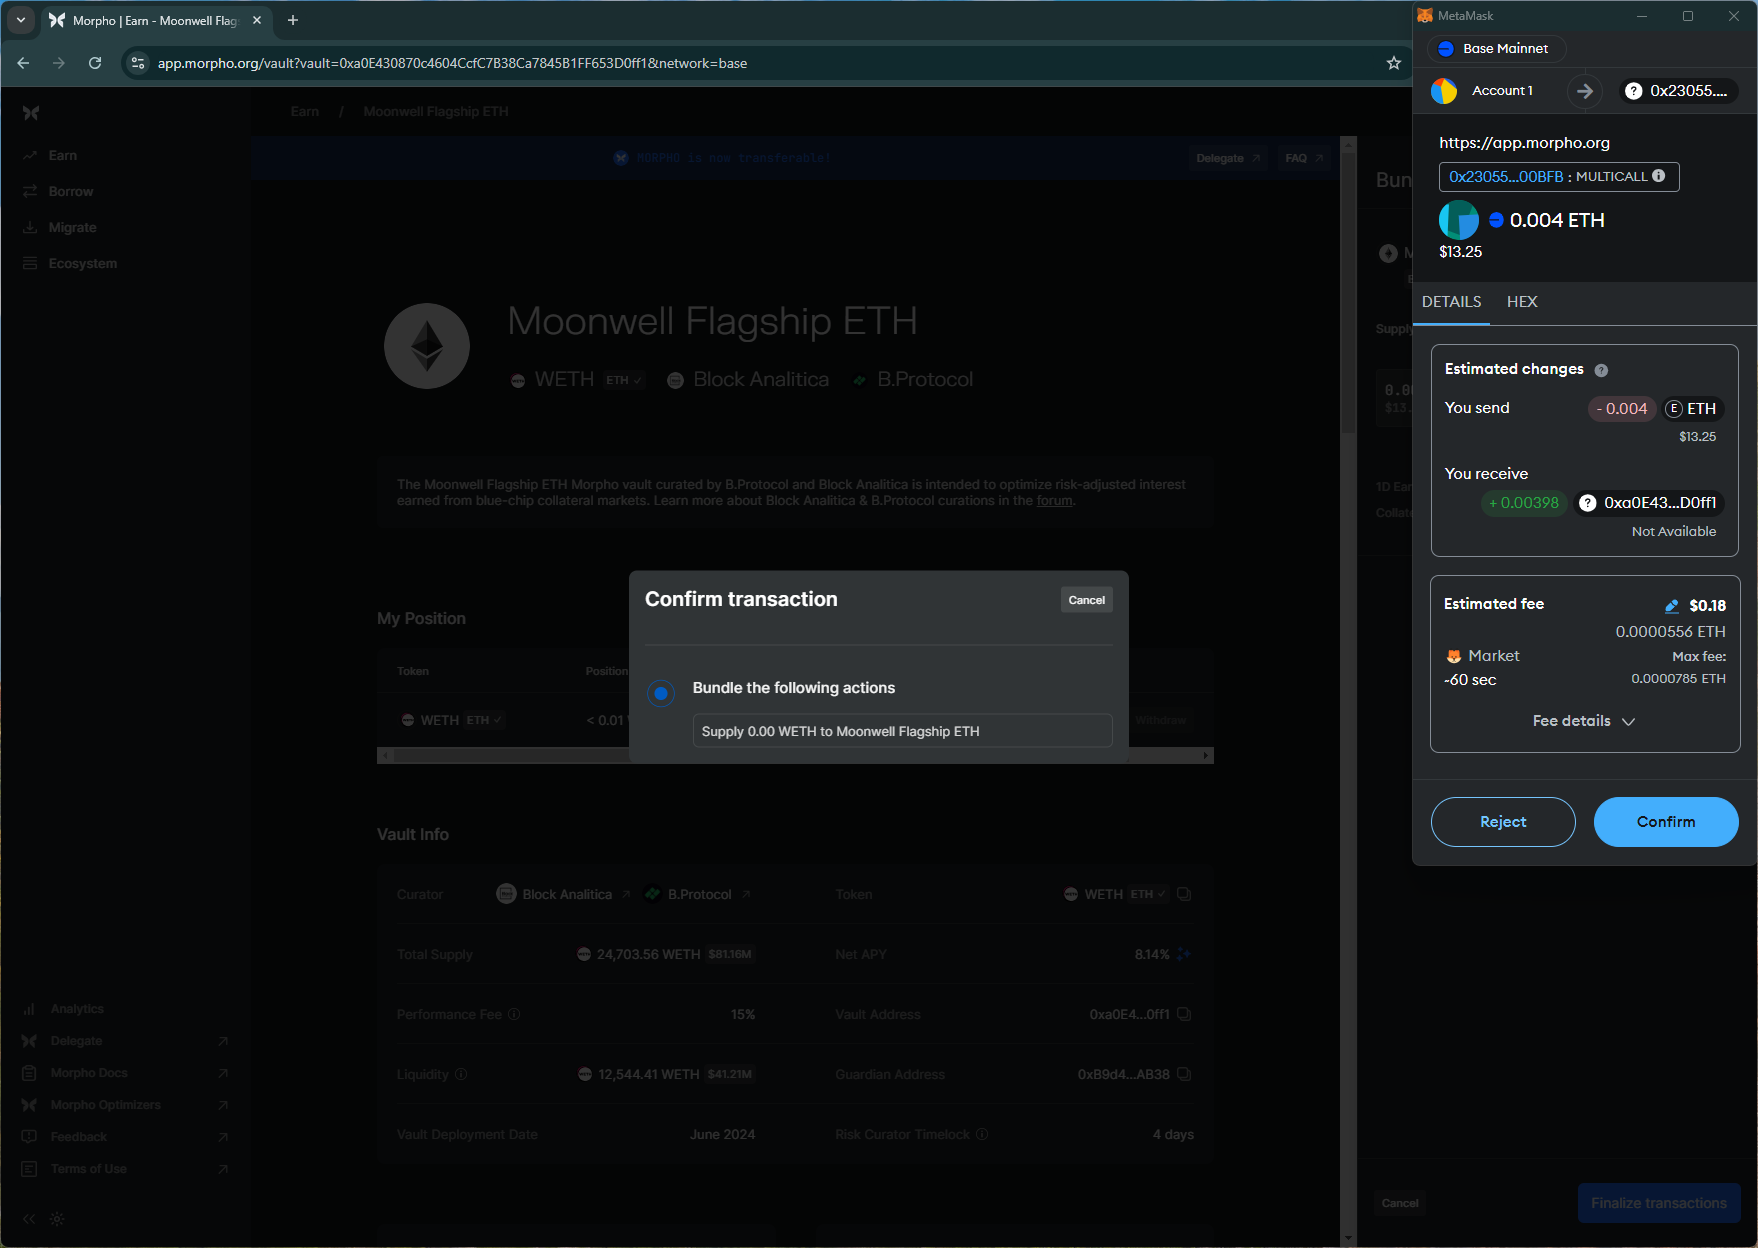 Morpho | Earn - Moonwell Flag
app.morpho.org/vault?vault=0xa0E430870c4604CcfC7B38Ca7845B1FF653D0ff1&network=base
Earn
Borrow
Migrate
Ecosystem
Analytics
Delegate
Morpho Docs
Morpho Optimizers
Feedback
Terms of Use
Earn / Moonwell Flagship ETH
MORPHO is now transferable!
Delegate
FAQ
Moonwell Flagship ETH
WETH ETH Block Analitica B.Protocol
The Moonwell Flagship ETH Morpho vault curated by B.Protocol and Block Analitica is intended to optimize risk-adjusted interest
earned from blue-chip collateral markets. Learn more about Block Analitica & B.Protocol curations in the forum.
My Position
Token
Position
WETH ETH
< 0.01
Withdraw
Confirm transaction
Cancel
Bundle the following actions
Supply 0.00 WETH to Moonwell Flagship ETH
Vault Info
Curator
Block Analitica B.Protocol
Token
WETH ETH
Total Supply
24,703.56 WETH $81.16M
Net APY
8.14%
Performance Fee
15%
Vault Address
0xa0E4...0ff1
Liquidity
12,544.41 WETH $41.21M
Guardian Address
0xB9d4...AB38
Vault Deployment Date
June 2024
Risk Curator Timelock
4 days
Bun
M
Supply
0.00
$13.
1D Ear
Collate
Cancel
Finalize transactions
MetaMask
Base Mainnet
Account 1
0x23055....
https://app.morpho.org
0x23055...00BFB : MULTICALL
0.004 ETH
$13.25
DETAILS
HEX
Estimated changes
You send
- 0.004
E ETH
$13.25
You receive
+ 0.00398
0xa0E43...D0ff1
Not Available
Estimated fee
$0.18
0.0000556 ETH
Market
Max fee:
~60 sec
0.0000785 ETH
Fee details
Reject
Confirm